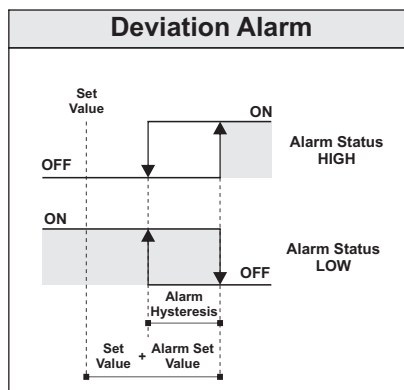 Deviation Alarm
Set
Value
ON
OFF
Alarm Status
HIGH
ON
OFF
Alarm Status
LOW
Alarm
Hysteresis
Set
Value
+
Alarm Set
Value